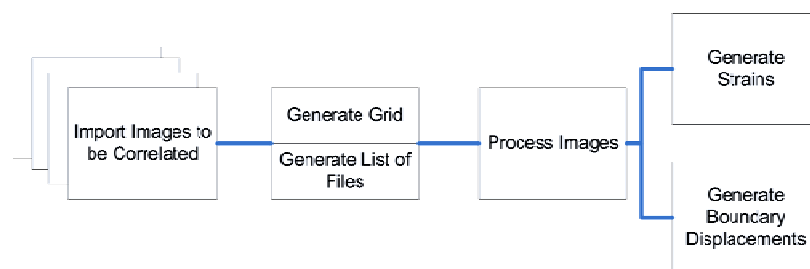 Import Images to
be Correlated
Generate Grid
Generate List of
Files
Process Images
Generate
Strains
Generate
Bouncary
Displacements